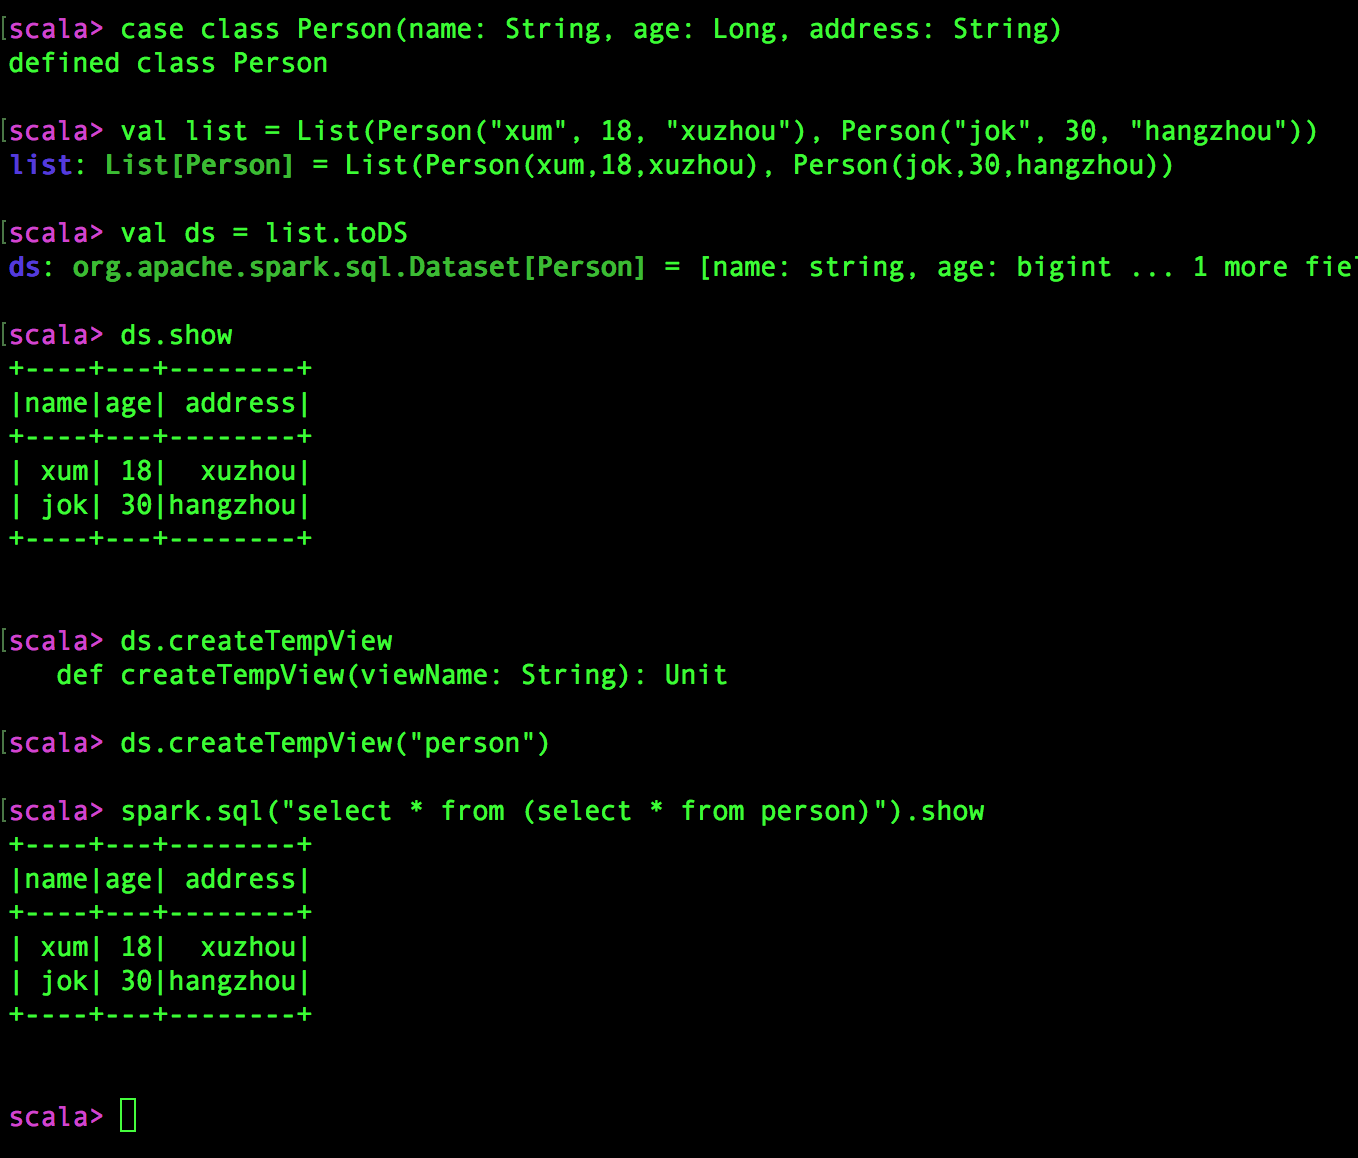 [scala> case class Person(name: String, age: Long, address: String)
defined class Person
[scala> val list = List(Person("xum", 18, "xuzhou"), Person("jok", 30, "hangzhou"))
list: List[Person] = List(Person(xum,18,xuzhou), Person(jok,30,hangzhou))
[scala> val ds = list.toDS
ds: org.apache.spark.sql.Dataset[Person] = [name: string, age: bigint ... 1 more fiel
[scala> ds.show
+----+---+--------+
|name|age| address|
+----+---+--------+
| xum| 18|  xuzhou|
| jok| 30|hangzhou|
+----+---+--------+
[scala> ds.createTempView
   def createTempView(viewName: String): Unit
[scala> ds.createTempView("person")
[scala> spark.sql("select * from (select * from person)").show
+----+---+--------+
|name|age| address|
+----+---+--------+
| xum| 18|  xuzhou|
| jok| 30|hangzhou|
+----+---+--------+
scala>